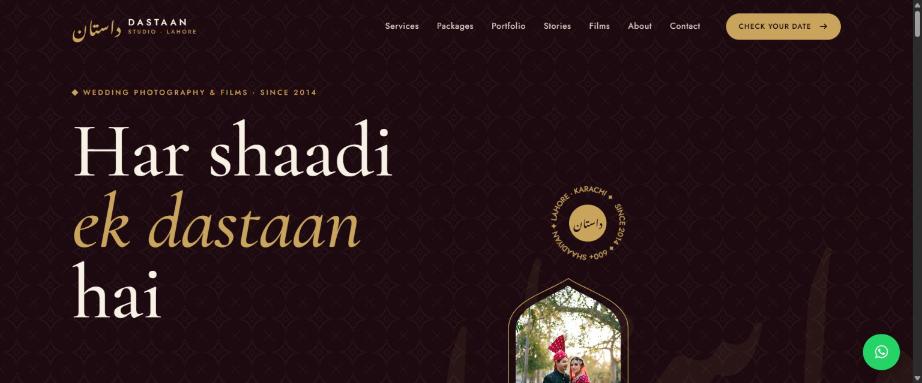 داستان
DASTAAN
STUDIO · LAHORE
Services Packages Portfolio Stories Films About Contact CHECK YOUR DATE →
◆ WEDDING PHOTOGRAPHY & FILMS · SINCE 2014
Har shaadi
ek dastaan
hai
LAHORE · KARACHI ✦ SINCE 2014 ✦ 600+ SHAADIYAN ✦
داستان